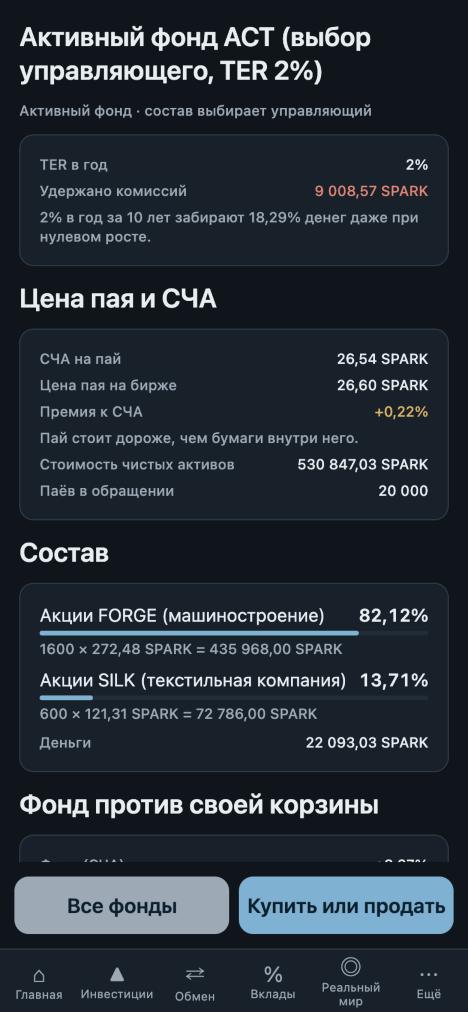 Активный фонд ACT (выбор
управляющего, TER 2%)
Активный фонд · состав выбирает управляющий
TER в год 2%
Удержано комиссий 9 008,57 SPARK
2% в год за 10 лет забирают 18,29% денег даже при
нулевом росте.
Цена пая и СЧА
СЧА на пай 26,54 SPARK
Цена пая на бирже 26,60 SPARK
Премия к СЧА +0,22%
Пай стоит дороже, чем бумаги внутри него.
Стоимость чистых активов 530 847,03 SPARK
Паёв в обращении 20 000
Состав
Акции FORGE (машиностроение) 82,12%
1600 × 272,48 SPARK = 435 968,00 SPARK
Акции SILK (текстильная компания) 13,71%
600 × 121,31 SPARK = 72 786,00 SPARK
Деньги 22 093,03 SPARK
Фонд против своей корзины
Все фонды Купить или продать
Главная Инвестиции Обмен Вклады Реальный мир Ещё